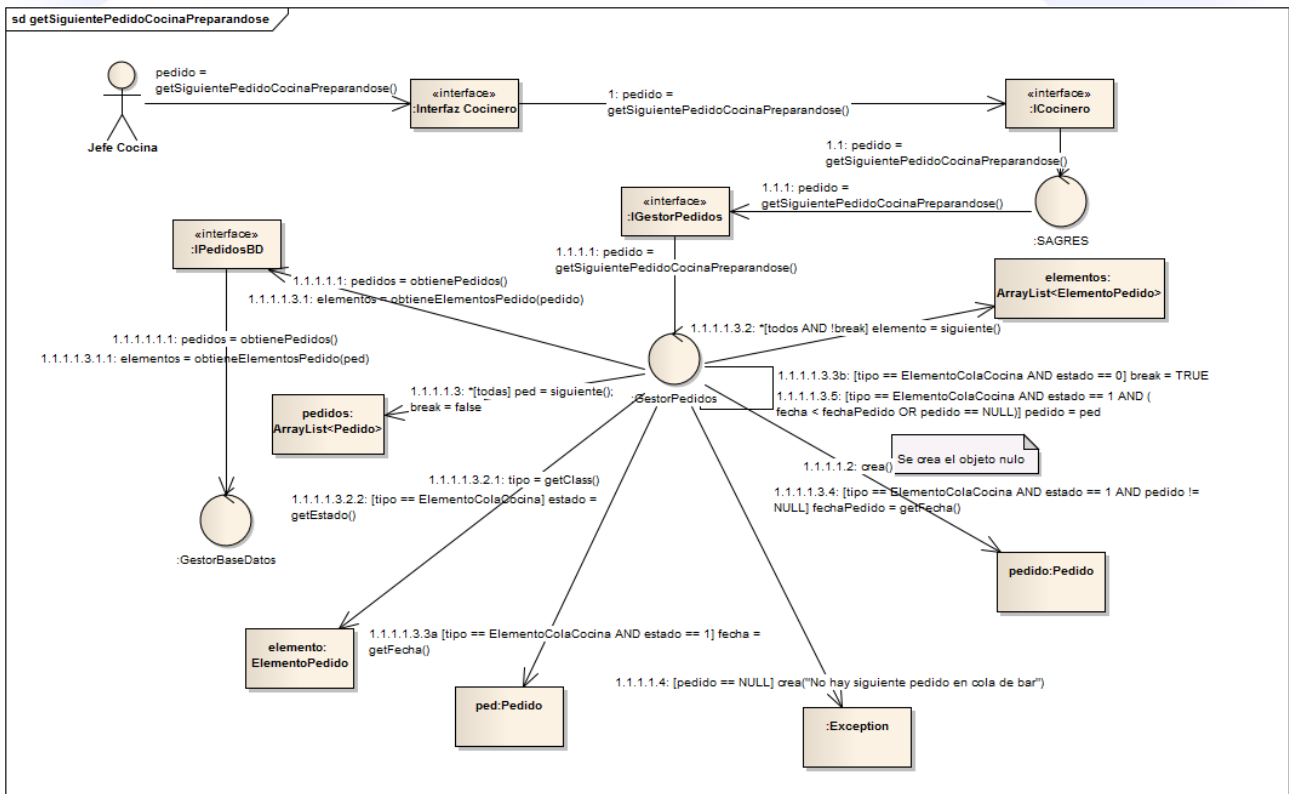 sd getSiguientePedidoCocinaPreparandose
pedido =
getSiguientePedidoCocinaPreparandose()
Jefe Cocina
«interface»
:Interfaz Cocinero
1: pedido =
getSiguientePedidoCocinaPreparandose()
«interface»
:ICocinero
1.1: pedido =
getSiguientePedidoCocinaPreparandose()
:SAGRES
1.1.1: pedido =
getSiguientePedidoCocinaPreparandose()
«interface»
:IGestorPedidos
1.1.1.1: pedido =
getSiguientePedidoCocinaPreparandose()
«interface»
:IPedidosBD
1.1.1.1.1: pedidos = obtienePedidos()
1.1.1.1.3.1: elementos = obtieneElementosPedido(pedido)
elementos:
ArrayList<ElementoPedido>
1.1.1.1.3.2: *[todos AND !break] elemento = siguiente()
1.1.1.1.1.1: pedidos = obtienePedidos()
1.1.1.1.3.1.1: elementos = obtieneElementosPedido(ped)
:GestorPedidos
1.1.1.1.3: *[todas] ped = siguiente();
break = false
pedidos:
ArrayList<Pedido>
1.1.1.1.3.3b: [tipo == ElementoColaCocina AND estado == 0] break = TRUE
1.1.1.1.3.5: [tipo == ElementoColaCocina AND estado == 1 AND (
fecha < fechaPedido OR pedido == NULL)] pedido = ped
Se crea el objeto nulo
1.1.1.1.2: crea()
1.1.1.1.3.4: [tipo == ElementoColaCocina AND estado == 1 AND pedido !=
NULL] fechaPedido = getFecha()
1.1.1.1.3.2.1: tipo = getClass()
1.1.1.1.3.2.2: [tipo == ElementoColaCocina] estado =
getEstado()
:GestorBaseDatos
pedido:Pedido
elemento:
ElementoPedido
1.1.1.1.3.3a [tipo == ElementoColaCocina AND estado == 1] fecha =
getFecha()
ped:Pedido
1.1.1.1.4: [pedido == NULL] crea("No hay siguiente pedido en cola de bar")
:Exception